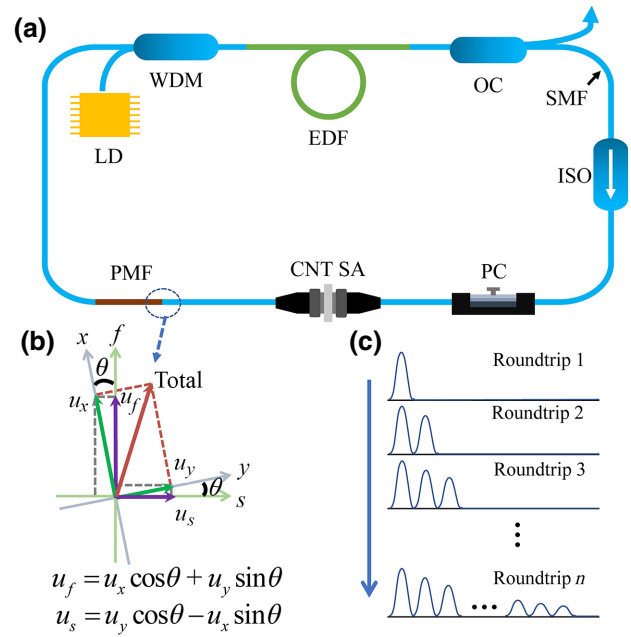 (a)
WDM
OC
SMF
LD
EDF
ISO
PMF
CNT SA
PC
(b)
x
f
θ
Total
u_x
u_f
u_y
y
θ
s
u_s
u_f = u_x cosθ + u_y sinθ
u_s = u_y cosθ − u_x sinθ
(c)
Roundtrip 1
Roundtrip 2
Roundtrip 3
Roundtrip n